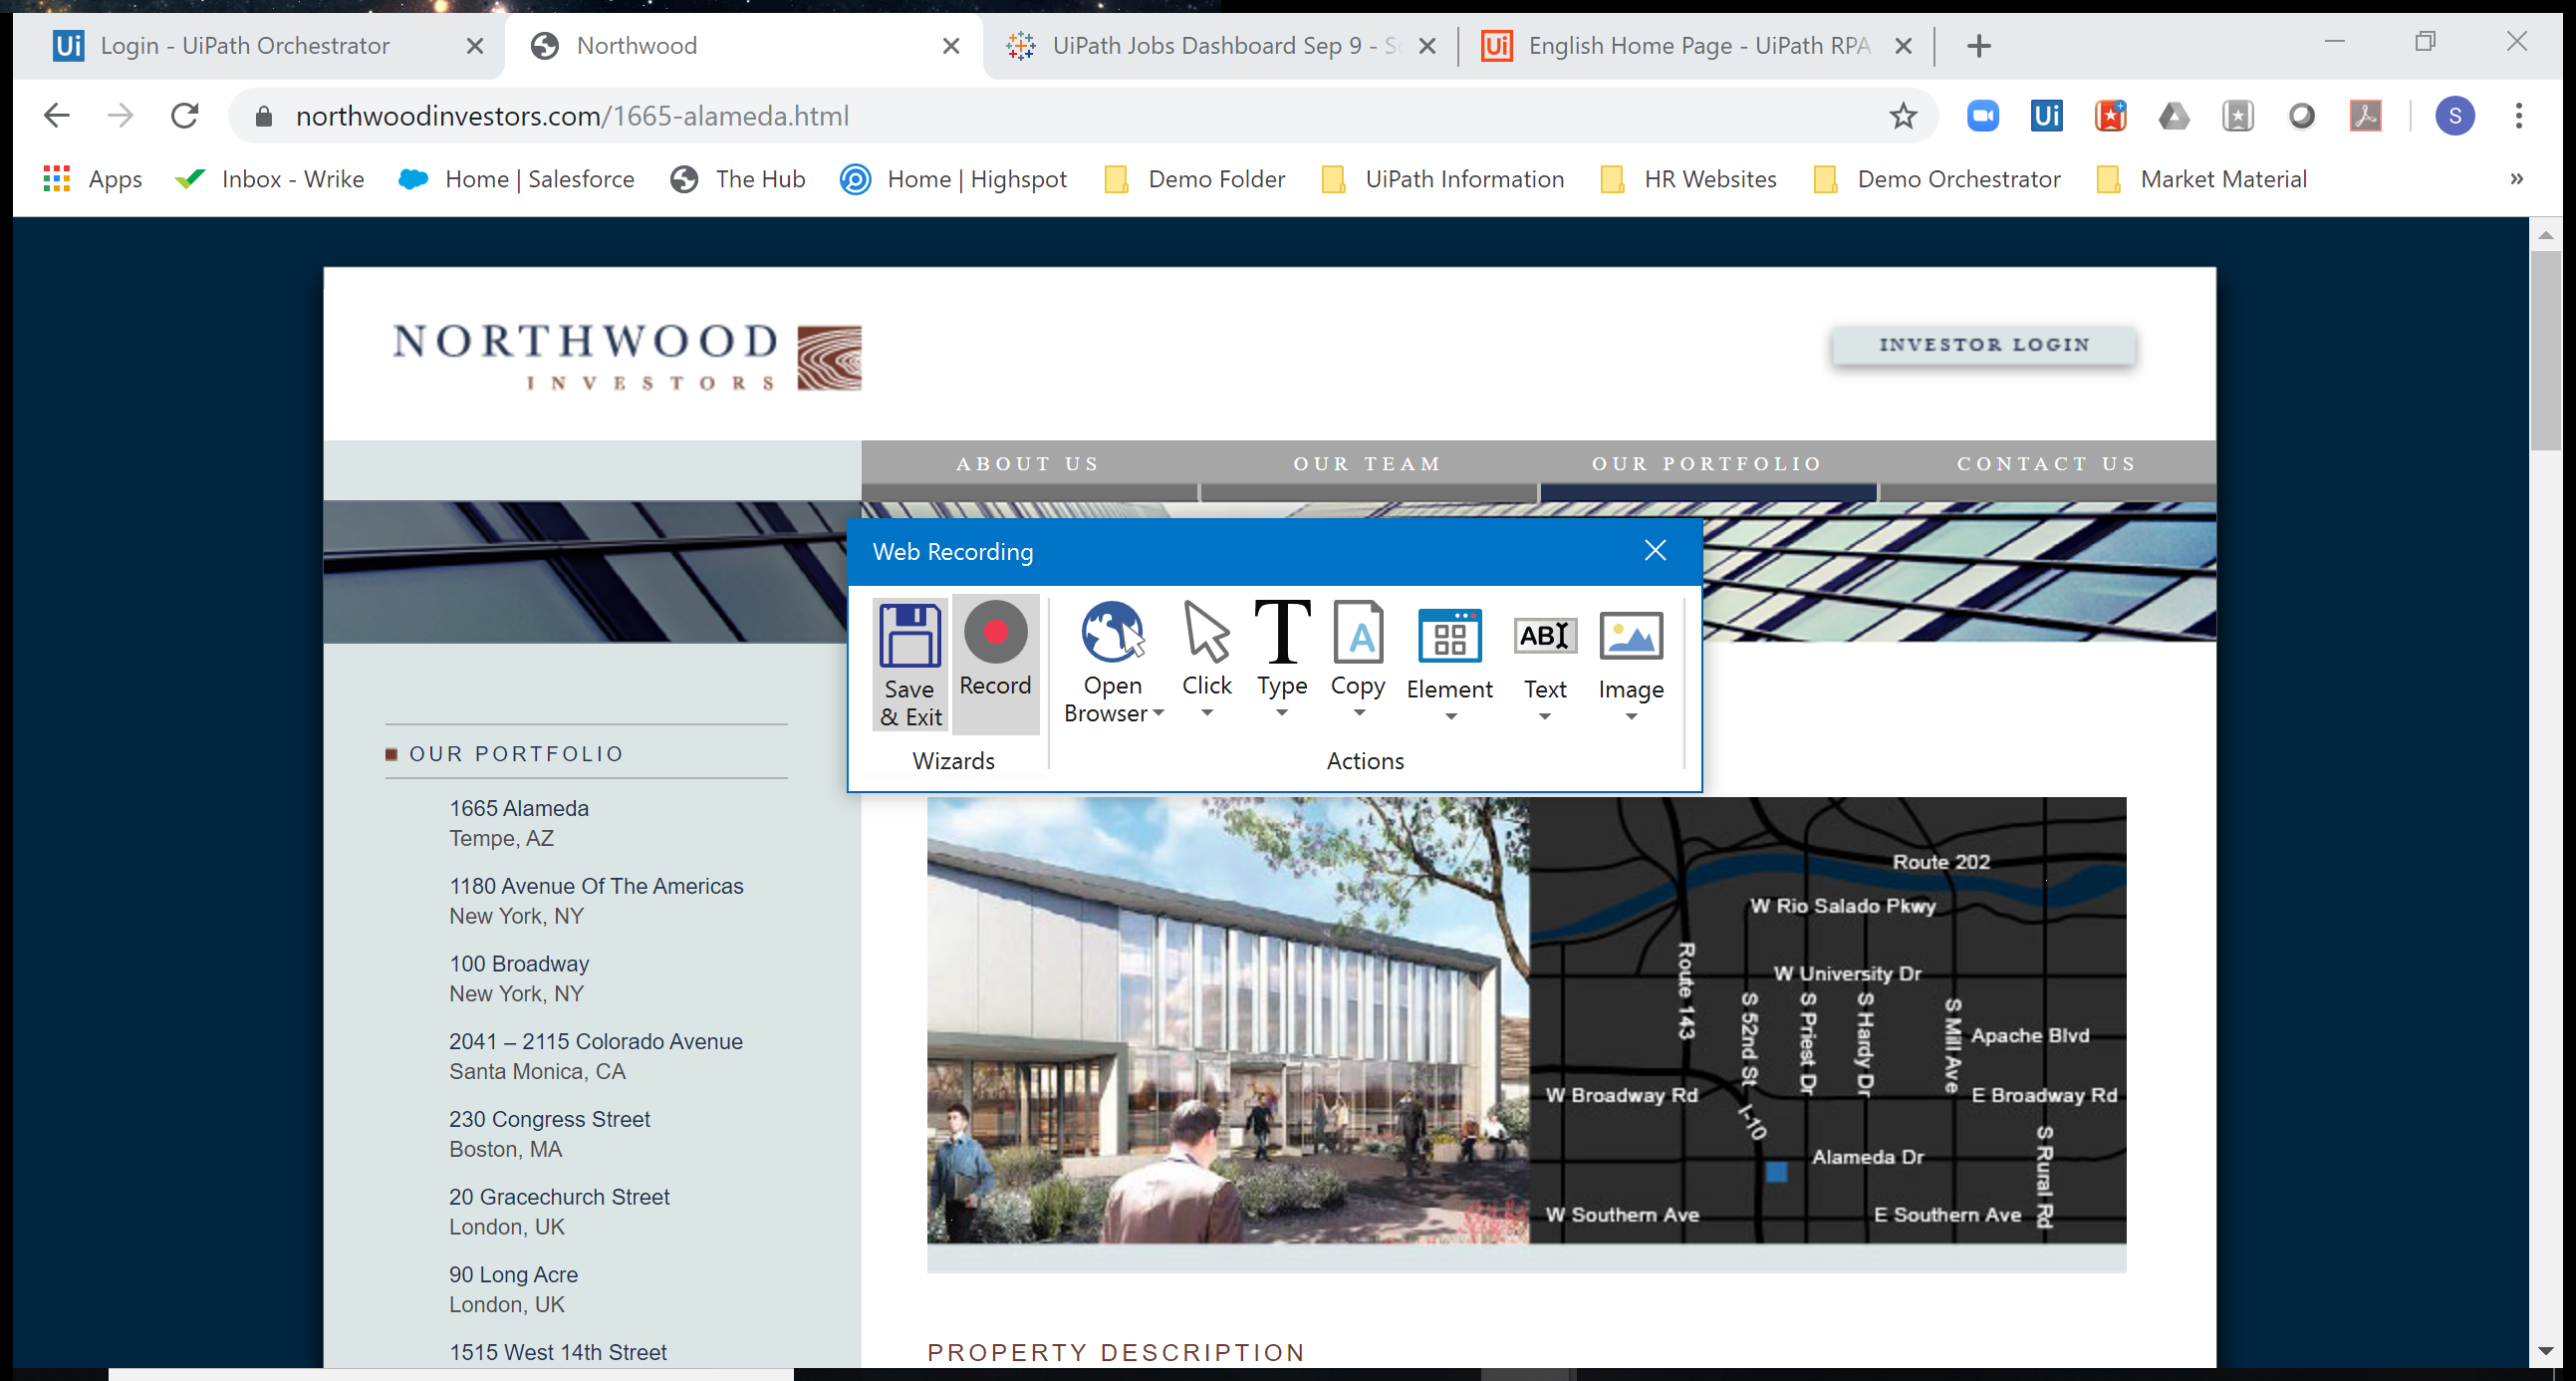 Login - UiPath Orchestrator
Northwood
UiPath Jobs Dashboard Sep 9 - S
English Home Page - UiPath RPA
northwoodinvestors.com/1665-alameda.html
Ui
S
Apps
Inbox - Wrike
Home | Salesforce
The Hub
Home | Highspot
Demo Folder
UiPath Information
HR Websites
Demo Orchestrator
Market Material
»
NORTHWOOD
INVESTORS
INVESTOR LOGIN
ABOUT US
OUR TEAM
OUR PORTFOLIO
CONTACT US
Web Recording
Save & Exit
Record
Open Browser
Click
Type
Copy
Element
Text
Image
Wizards
Actions
OUR PORTFOLIO
1665 Alameda
Tempe, AZ
1180 Avenue Of The Americas
New York, NY
100 Broadway
New York, NY
2041 – 2115 Colorado Avenue
Santa Monica, CA
230 Congress Street
Boston, MA
20 Gracechurch Street
London, UK
90 Long Acre
London, UK
1515 West 14th Street
Route 202
W Rio Salado Pkwy
Route 143
W University Dr
S 52nd St
S Priest Dr
S Hardy Dr
S Mill Ave
Apache Blvd
W Broadway Rd
E Broadway Rd
I-10
Alameda Dr
S Rural Rd
W Southern Ave
E Southern Ave
PROPERTY DESCRIPTION